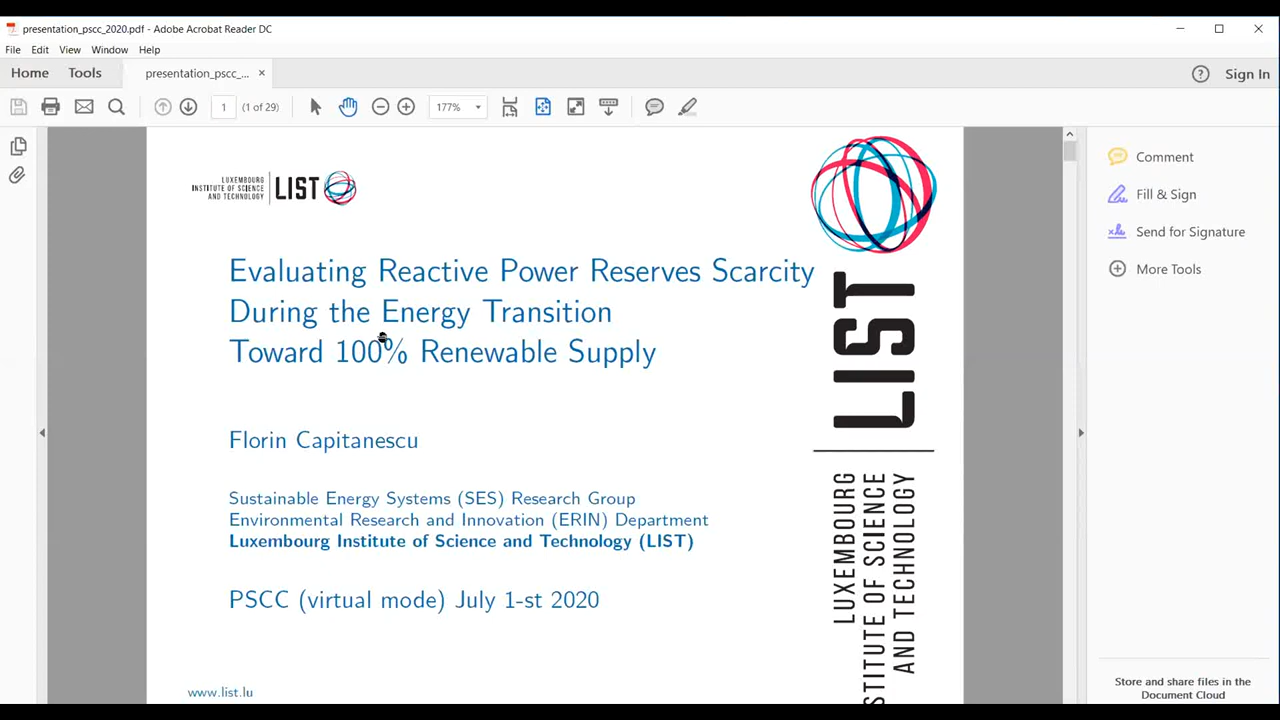 presentation_pscc_2020.pdf - Adobe Acrobat Reader DC
File Edit View Window Help
Home Tools presentation_pscc_... × Sign In
1 (1 of 29) 177%
LUXEMBOURG
INSTITUTE OF SCIENCE
AND TECHNOLOGY
LIST
Evaluating Reactive Power Reserves Scarcity
During the Energy Transition
Toward 100% Renewable Supply
Florin Capitanescu
Sustainable Energy Systems (SES) Research Group
Environmental Research and Innovation (ERIN) Department
Luxembourg Institute of Science and Technology (LIST)
PSCC (virtual mode) July 1-st 2020
www.list.lu
LIST
LUXEMBOURG
STITUTE OF SCIENCE
AND TECHNOLOGY
Comment
Fill & Sign
Send for Signature
More Tools
Store and share files in the
Document Cloud